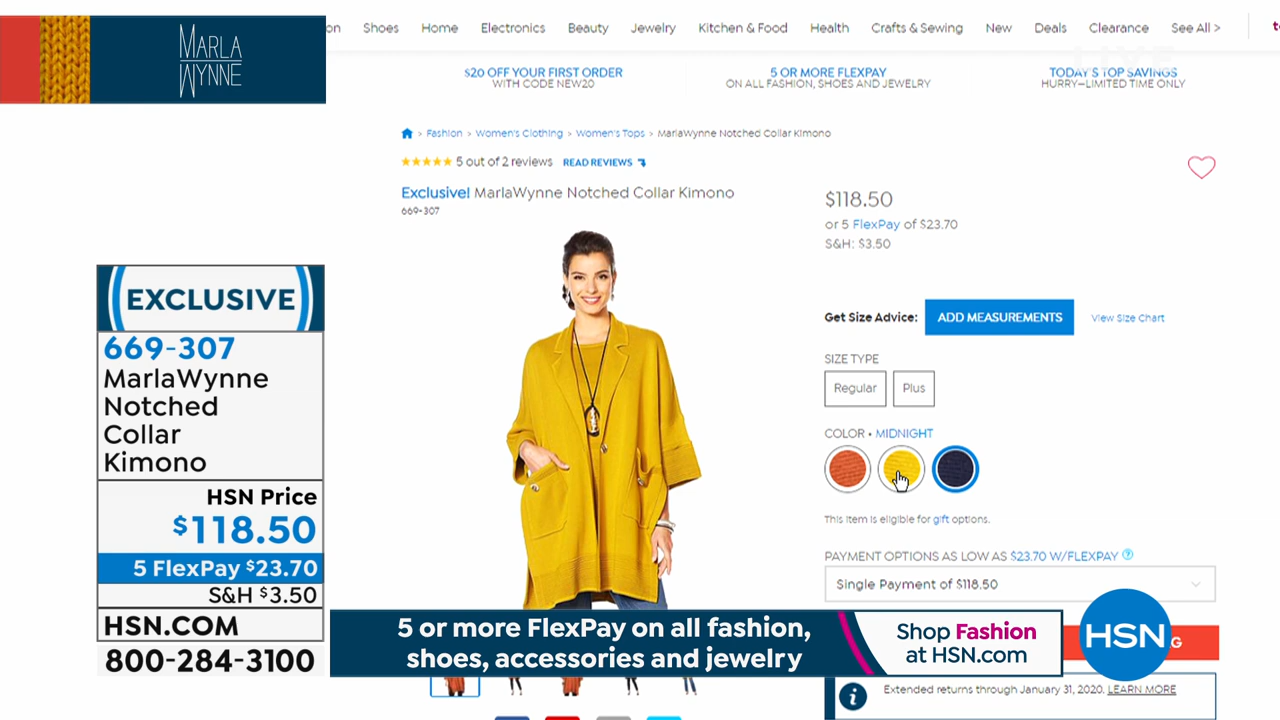 MARLA
WYNNE
on Shoes Home Electronics Beauty Jewelry Kitchen & Food Health Crafts & Sewing New Deals Clearance See All >
LIVE
$20 OFF YOUR FIRST ORDER
WITH CODE NEW20
5 OR MORE FLEXPAY
ON ALL FASHION, SHOES AND JEWELRY
TODAY'S TOP SAVINGS
HURRY—LIMITED TIME ONLY
> Fashion > Women's Clothing > Women's Tops > MarlaWynne Notched Collar Kimono
5 out of 2 reviews READ REVIEWS
Exclusive! MarlaWynne Notched Collar Kimono
669-307
$118.50
or 5 FlexPay of $23.70
S&H: $3.50
Get Size Advice: ADD MEASUREMENTS View Size Chart
SIZE TYPE
Regular Plus
COLOR • MIDNIGHT
This item is eligible for gift options.
PAYMENT OPTIONS AS LOW AS $23.70 W/FLEXPAY ?
Single Payment of $118.50
G
i Extended returns through January 31, 2020. LEARN MORE
EXCLUSIVE
669-307
MarlaWynne
Notched
Collar
Kimono
HSN Price
$118.50
5 FlexPay $23.70
S&H $3.50
HSN.COM
800-284-3100
5 or more FlexPay on all fashion,
shoes, accessories and jewelry
Shop Fashion
at HSN.com
HSN